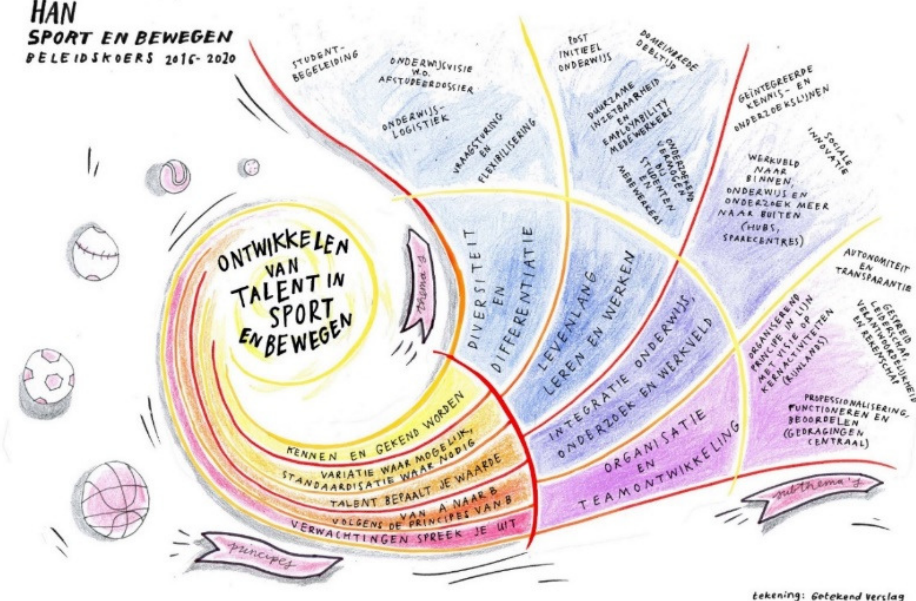 HAN
SPORT EN BEWEGEN
BELEIDSKOERS 2016-2020
STUDENT-
BEGELEIDING
ONDERWIJSVISIE
W.O.
AFSTUDEERDOSSIER
ONDERWIJS-
LOGISTIEK
VRAAGSTURING
EN
FLEXIBILISERING
POST
INITIEEL
ONDERWIJS
DOMEINBREDE
DEELTIJD
DUURZAME
INZETBAARHEID
EN
EMPLOYABILITY
MEDEWERKERS
ONDERZOEKEND
VERMOGEN
STUDENTEN
EN
MEDEWERKERS
GEÏNTEGREERDE
KENNIS- EN
ONDERZOEKSLIJNEN
SOCIALE
INNOVATIE
WERKVELD
NAAR
BINNEN,
ONDERWIJS EN
ONDERZOEK MEER
NAAR BUITEN
(HUBS,
SPARKCENTRES)
AUTONOMITEIT
EN
TRANSPARANTIE
ORGANISEREND
PRINCIPE IN LIJN
MET VISIE OP
KERNACTIVITEITEN
(RIJNLANDS)
GESPREID
LEIDERSCHAP,
VERANTWOORDELIJKHEID
EN REKENSCHAP
PROFESSIONALISERING,
FUNCTIONEREN EN
BEOORDELEN
(GEDRAGINGEN
CENTRAAL)
subthema's
thema's
DIVERSITEIT
EN
DIFFERENTIATIE
LEVENLANG
LEREN EN WERKEN
INTEGRATIE ONDERWIJS,
ONDERZOEK EN WERKVELD
ORGANISATIE
EN
TEAMONTWIKKELING
ONTWIKKELEN
VAN
TALENT IN
SPORT
EN BEWEGEN
KENNEN EN GEKEND WORDEN
VARIATIE WAAR MOGELIJK,
STANDAARDISATIE WAAR NODIG
TALENT BEPAALT JE WAARDE
VAN A NAAR B
VOLGENS DE PRINCIPES VAN B
VERWACHTINGEN SPREEK JE UIT
principes
tekening: Getekend Verslag